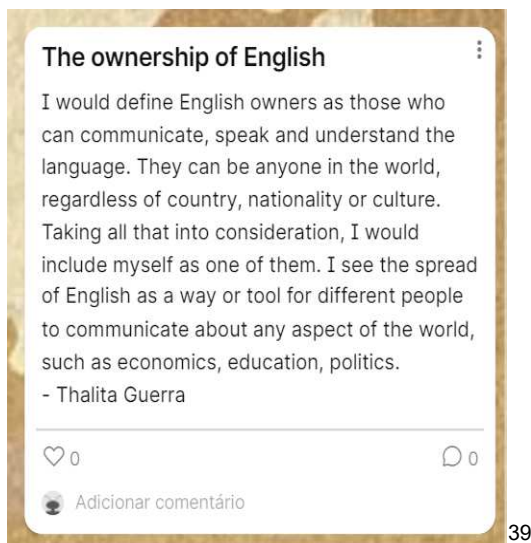 The ownership of English
I would define English owners as those who
can communicate, speak and understand the
language. They can be anyone in the world,
regardless of country, nationality or culture.
Taking all that into consideration, I would
include myself as one of them. I see the spread
of English as a way or tool for different people
to communicate about any aspect of the world,
such as economics, education, politics.
- Thalita Guerra
0 0
Adicionar comentário
39